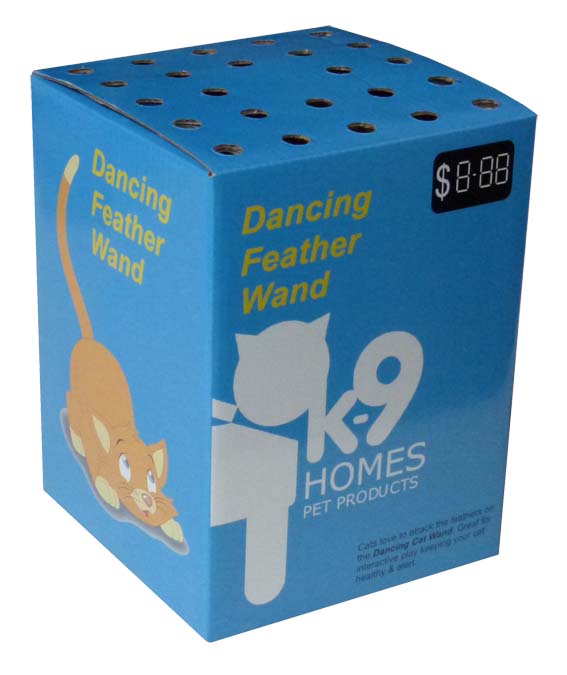 Dancing
Feather
Wand
Dancing
Feather
Wand
$ 8.88
K-9
HOMES
PET PRODUCTS
Cats love to attack the feathers on
the Dancing Cat Wand. Great for
interactive play keeping your cat
healthy & alert.